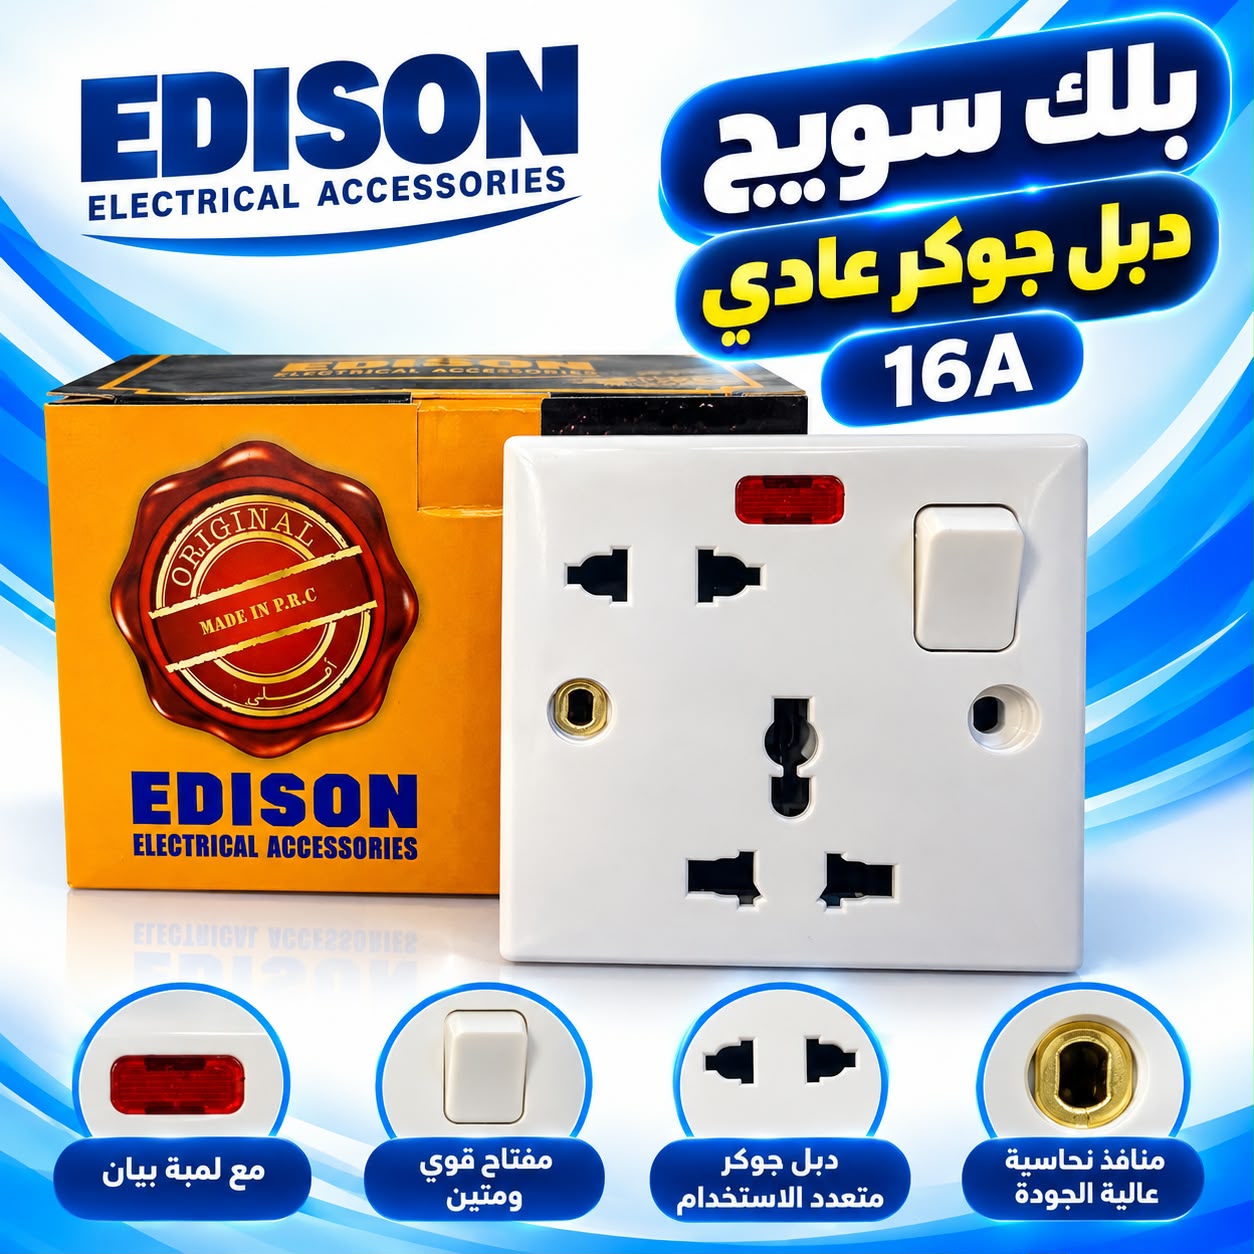 EDISON
ELECTRICAL ACCESSORIES
بلك سويج
دبل جوكر عادي
16A
EDISON
ELECTRICAL ACCESSORIES
ORIGINAL
MADE IN P.R.C
أصلي
EDISON
ELECTRICAL ACCESSORIES
مع لمبة بيان
مفتاح قوي
ومتين
دبل جوكر
متعدد الاستخدام
منافذ نحاسية
عالية الجودة